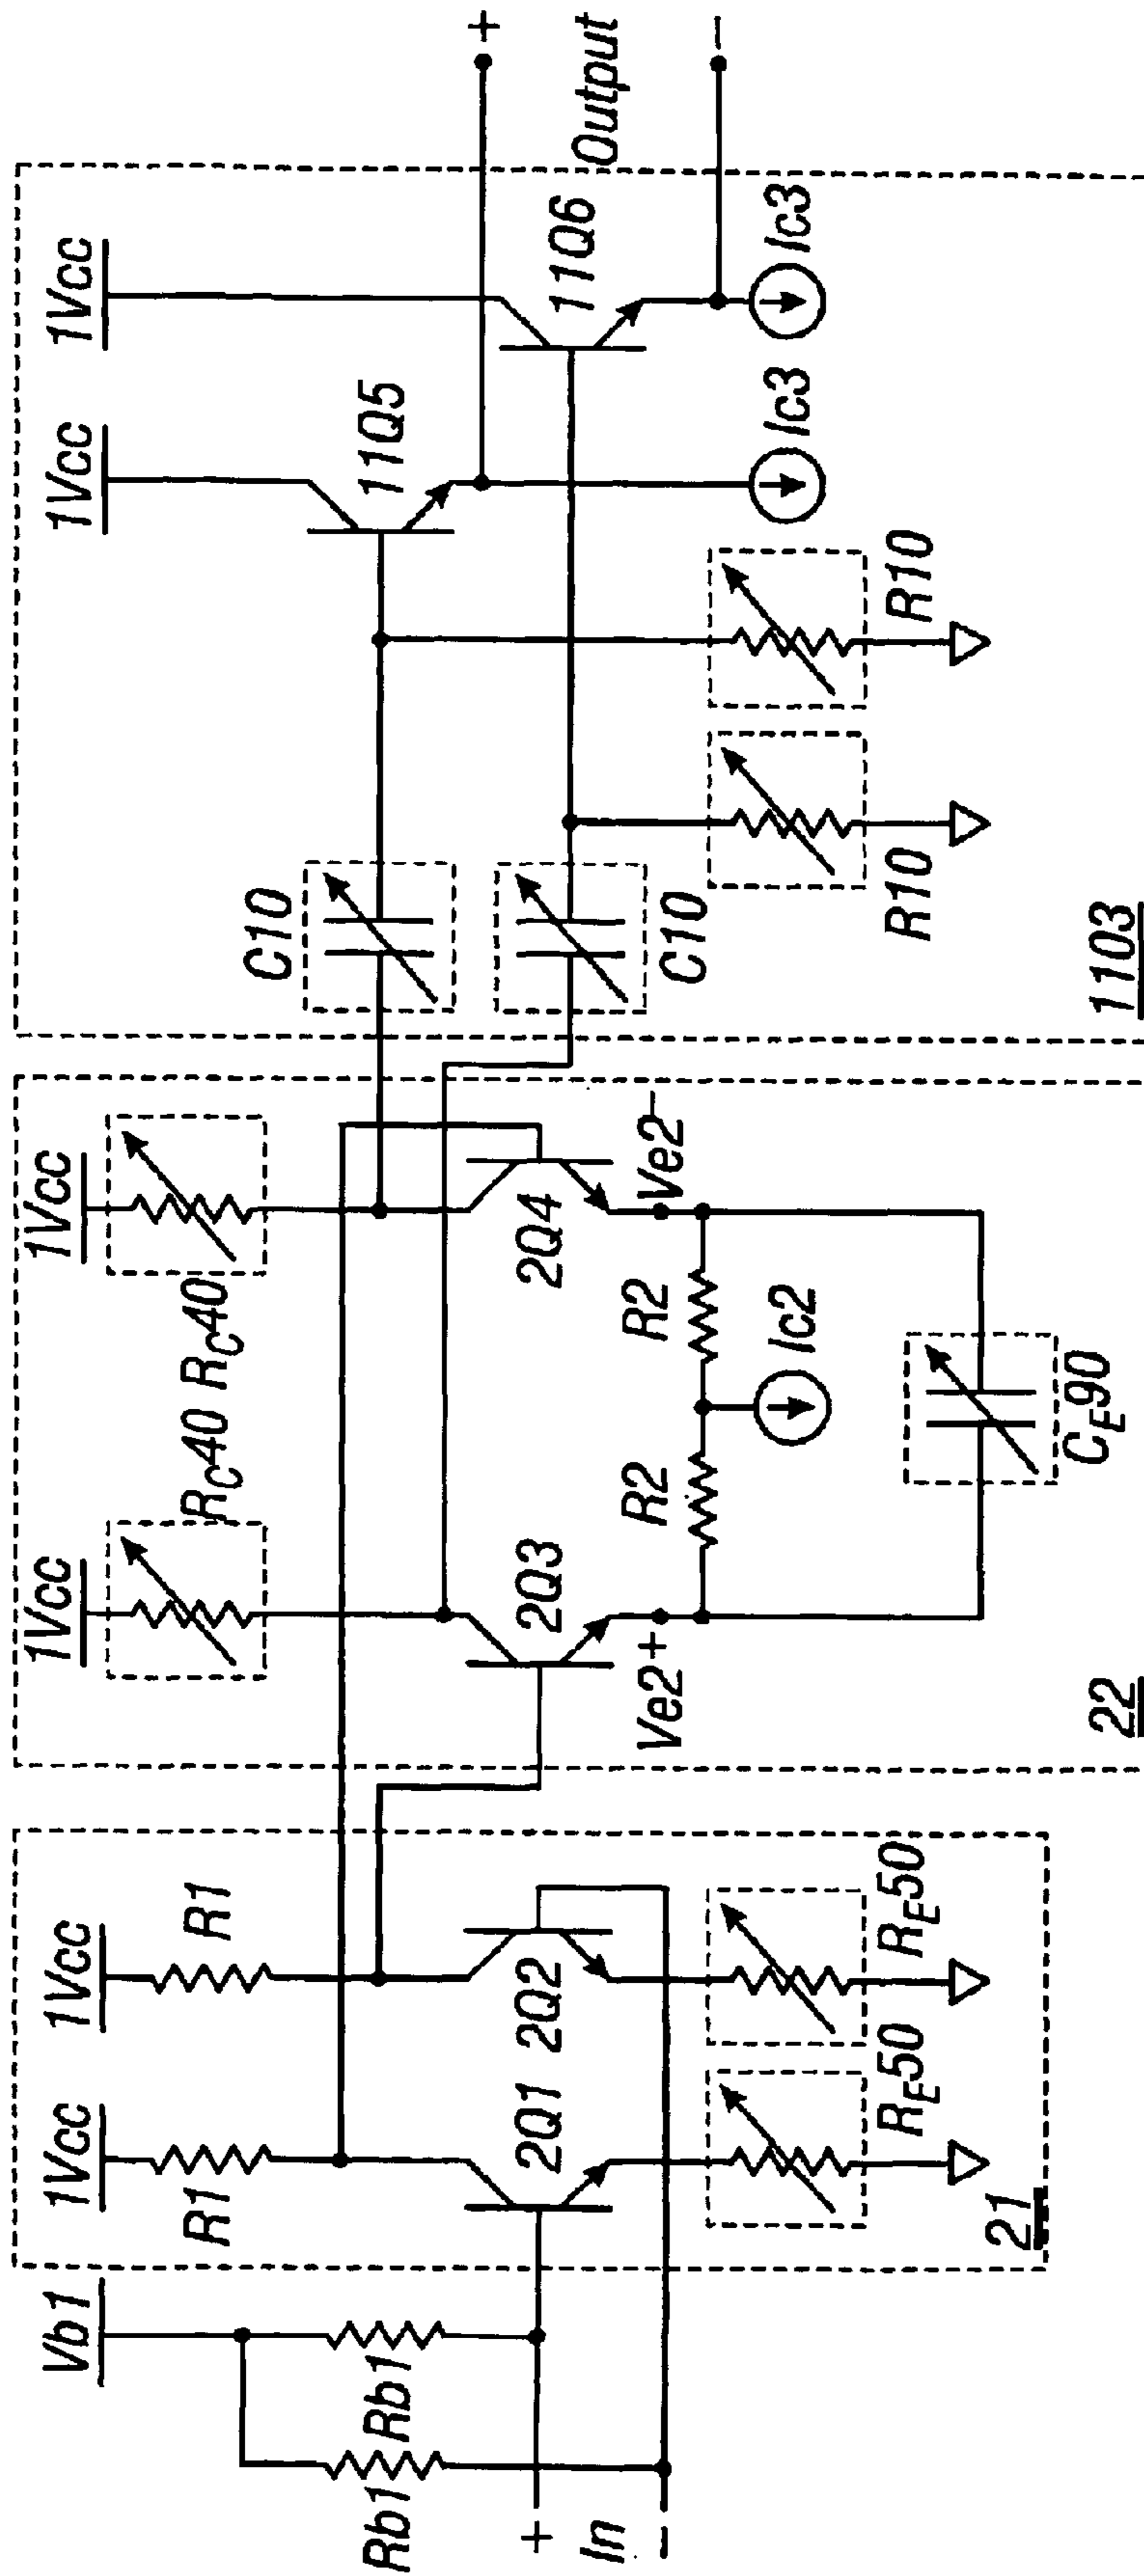 Vb1
Rb1
Rb1
+
In
-
1Vcc
R1
1Vcc
R1
2Q1
2Q2
RE50
RE50
21
1Vcc
RC40
1Vcc
RC40
2Q3
2Q4
Ve2+
Ve2-
R2
R2
Ic2
CE90
22
C10
C10
R10
R10
1Vcc
11Q5
1Vcc
11Q6
Ic3
Ic3
1103
+
Output
-